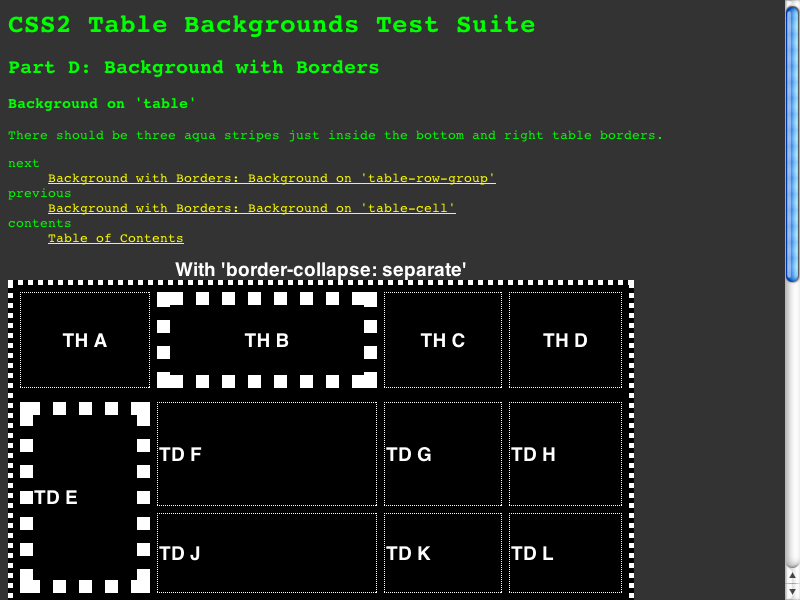 CSS2 Table Backgrounds Test Suite
Part D: Background with Borders
Background on 'table'
There should be three aqua stripes just inside the bottom and right table borders.
next
Background with Borders: Background on 'table-row-group'
previous
Background with Borders: Background on 'table-cell'
contents
Table of Contents
With 'border-collapse: separate'
TH A TH B TH C TH D
TD F TD G TD H
TD E
TD J TD K TD L